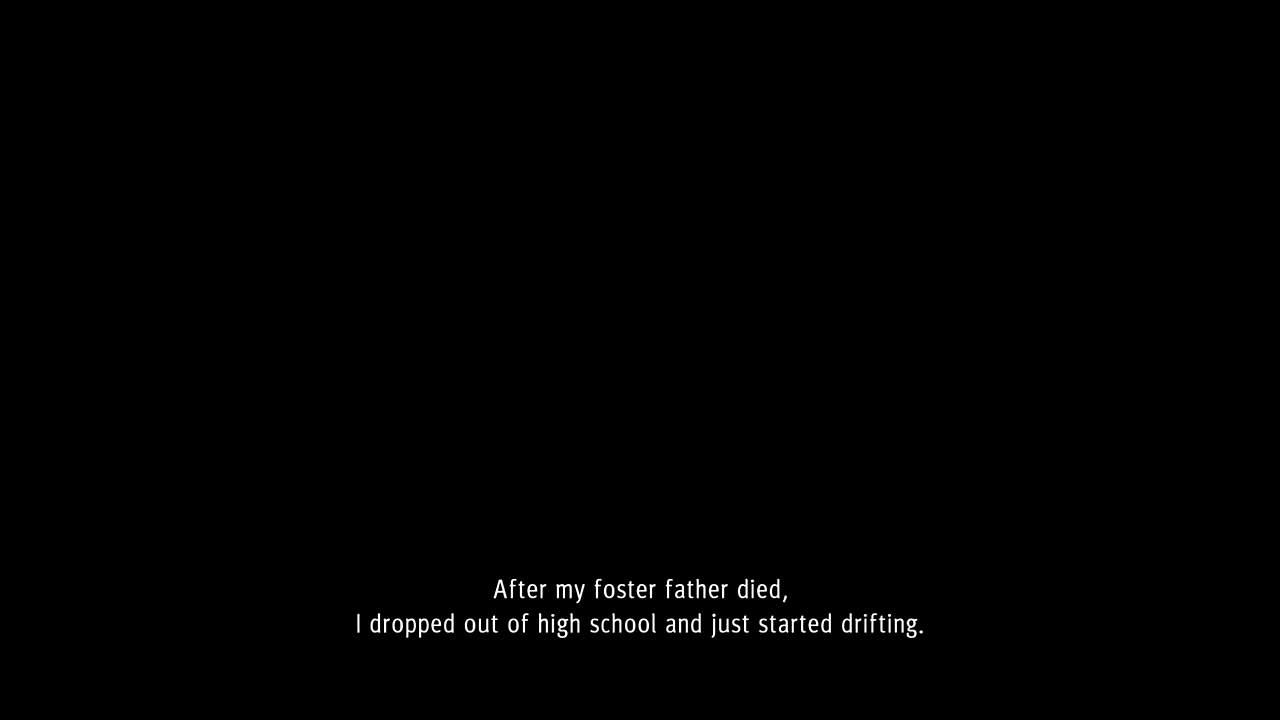 After my foster father died,
I dropped out of high school and just started drifting.